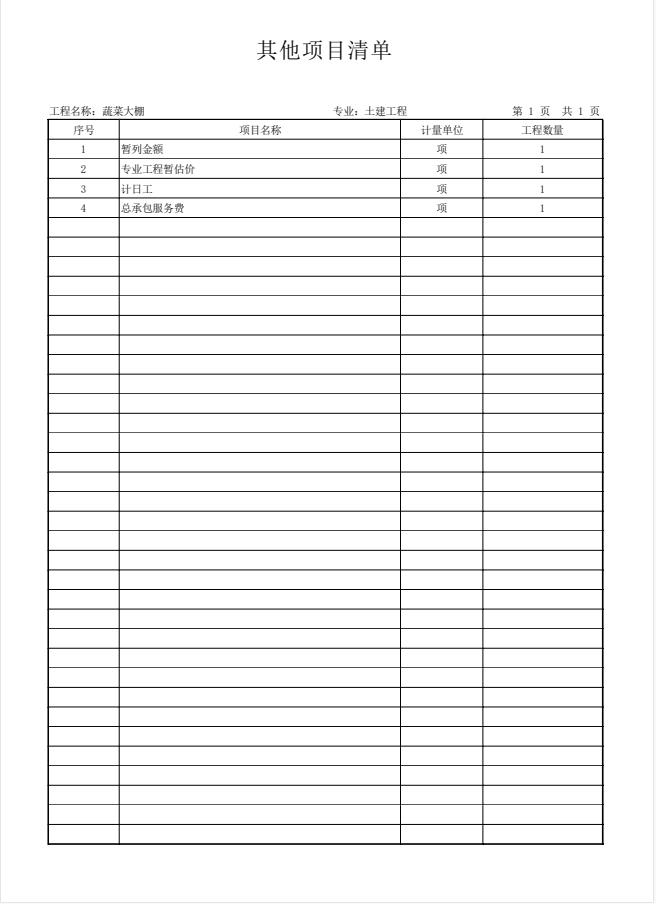 其他项目清单
工程名称：蔬菜大棚 专业：土建工程 第 1 页 共 1 页
序号 项目名称 计量单位 工程数量
1 暂列金额 项 1
2 专业工程暂估价 项 1
3 计日工 项 1
4 总承包服务费 项 1